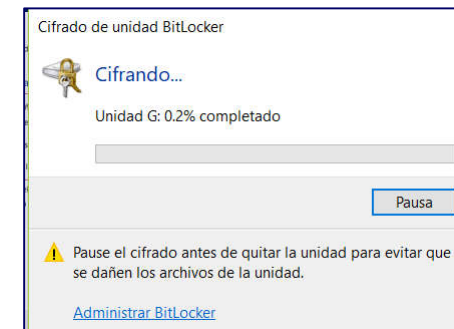 Cifrado de unidad BitLocker
Cifrando...
Unidad G: 0.2% completado
Pausa
Pause el cifrado antes de quitar la unidad para evitar que
se dañen los archivos de la unidad.
Administrar BitLocker